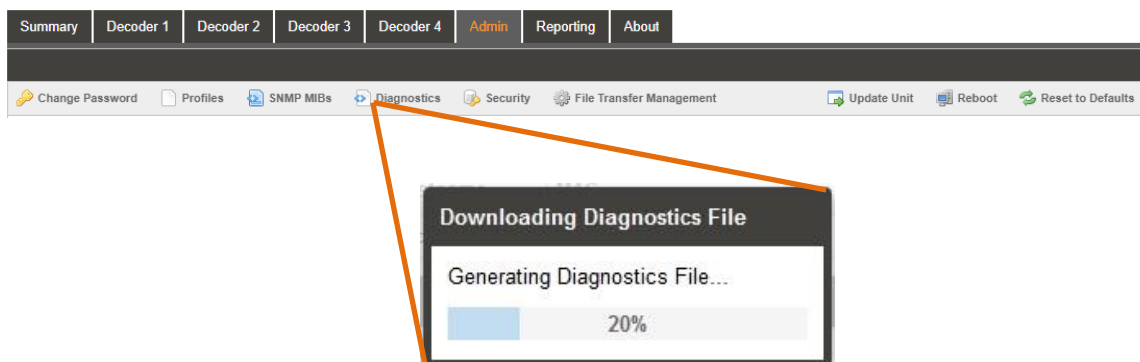 Summary Decoder 1 Decoder 2 Decoder 3 Decoder 4 Admin Reporting About
Change Password Profiles SNMP MIBs Diagnostics Security File Transfer Management Update Unit Reboot Reset to Defaults
Downloading Diagnostics File
Generating Diagnostics File...
20%